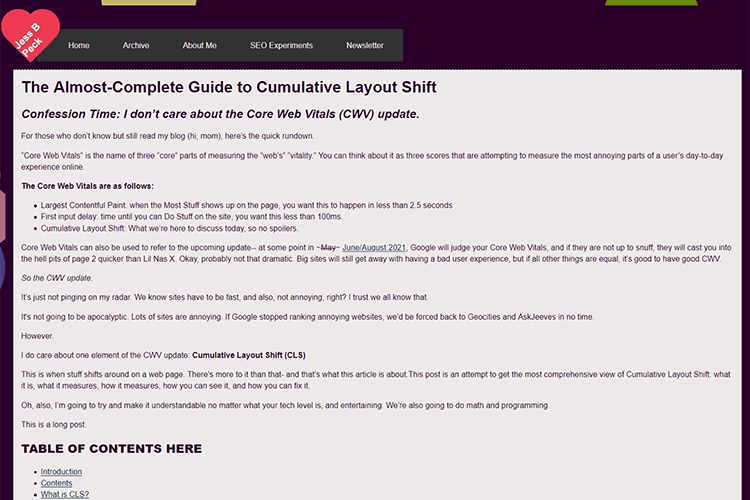 Jess B
Peck
Home
Archive
About Me
SEO Experiments
Newsletter
The Almost-Complete Guide to Cumulative Layout Shift
Confession Time: I don't care about the Core Web Vitals (CWV) update.
For those who don't know but still read my blog (hi, mom), here's the quick rundown.
"Core Web Vitals" is the name of three "core" parts of measuring the "web's" "vitality." You can think about it as three scores that are attempting to measure the most annoying parts of a user's day-to-day
experience online.
The Core Web Vitals are as follows:
Largest Contentful Paint: when the Most Stuff shows up on the page, you want this to happen in less than 2.5 seconds
First input delay: time until you can Do Stuff on the site, you want this less than 100ms.
Cumulative Layout Shift: What we're here to discuss today, so no spoilers.
Core Web Vitals can also be used to refer to the upcoming update-- at some point in ~May~ June/August 2021, Google will judge your Core Web Vitals, and if they are not up to snuff, they will cast you into
the hell pits of page 2 quicker than Lil Nas X. Okay, probably not that dramatic. Big sites will still get away with having a bad user experience, but if all other things are equal, it's good to have good CWV.
So the CWV update.
It's just not pinging on my radar. We know sites have to be fast, and also, not annoying, right? I trust we all know that.
It's not going to be apocalyptic. Lots of sites are annoying. If Google stopped ranking annoying websites, we'd be forced back to Geocities and AskJeeves in no time.
However.
I do care about one element of the CWV update: Cumulative Layout Shift (CLS)
This is when stuff shifts around on a web page. There's more to it than that- and that's what this article is about.This post is an attempt to get the most comprehensive view of Cumulative Layout Shift: what
it is, what it measures, how it measures, how you can see it, and how you can fix it.
Oh, also, I'm going to try and make it understandable no matter what your tech level is, and entertaining. We're also going to do math and programming.
This is a long post.
TABLE OF CONTENTS HERE
Introduction
Contents
What is CLS?